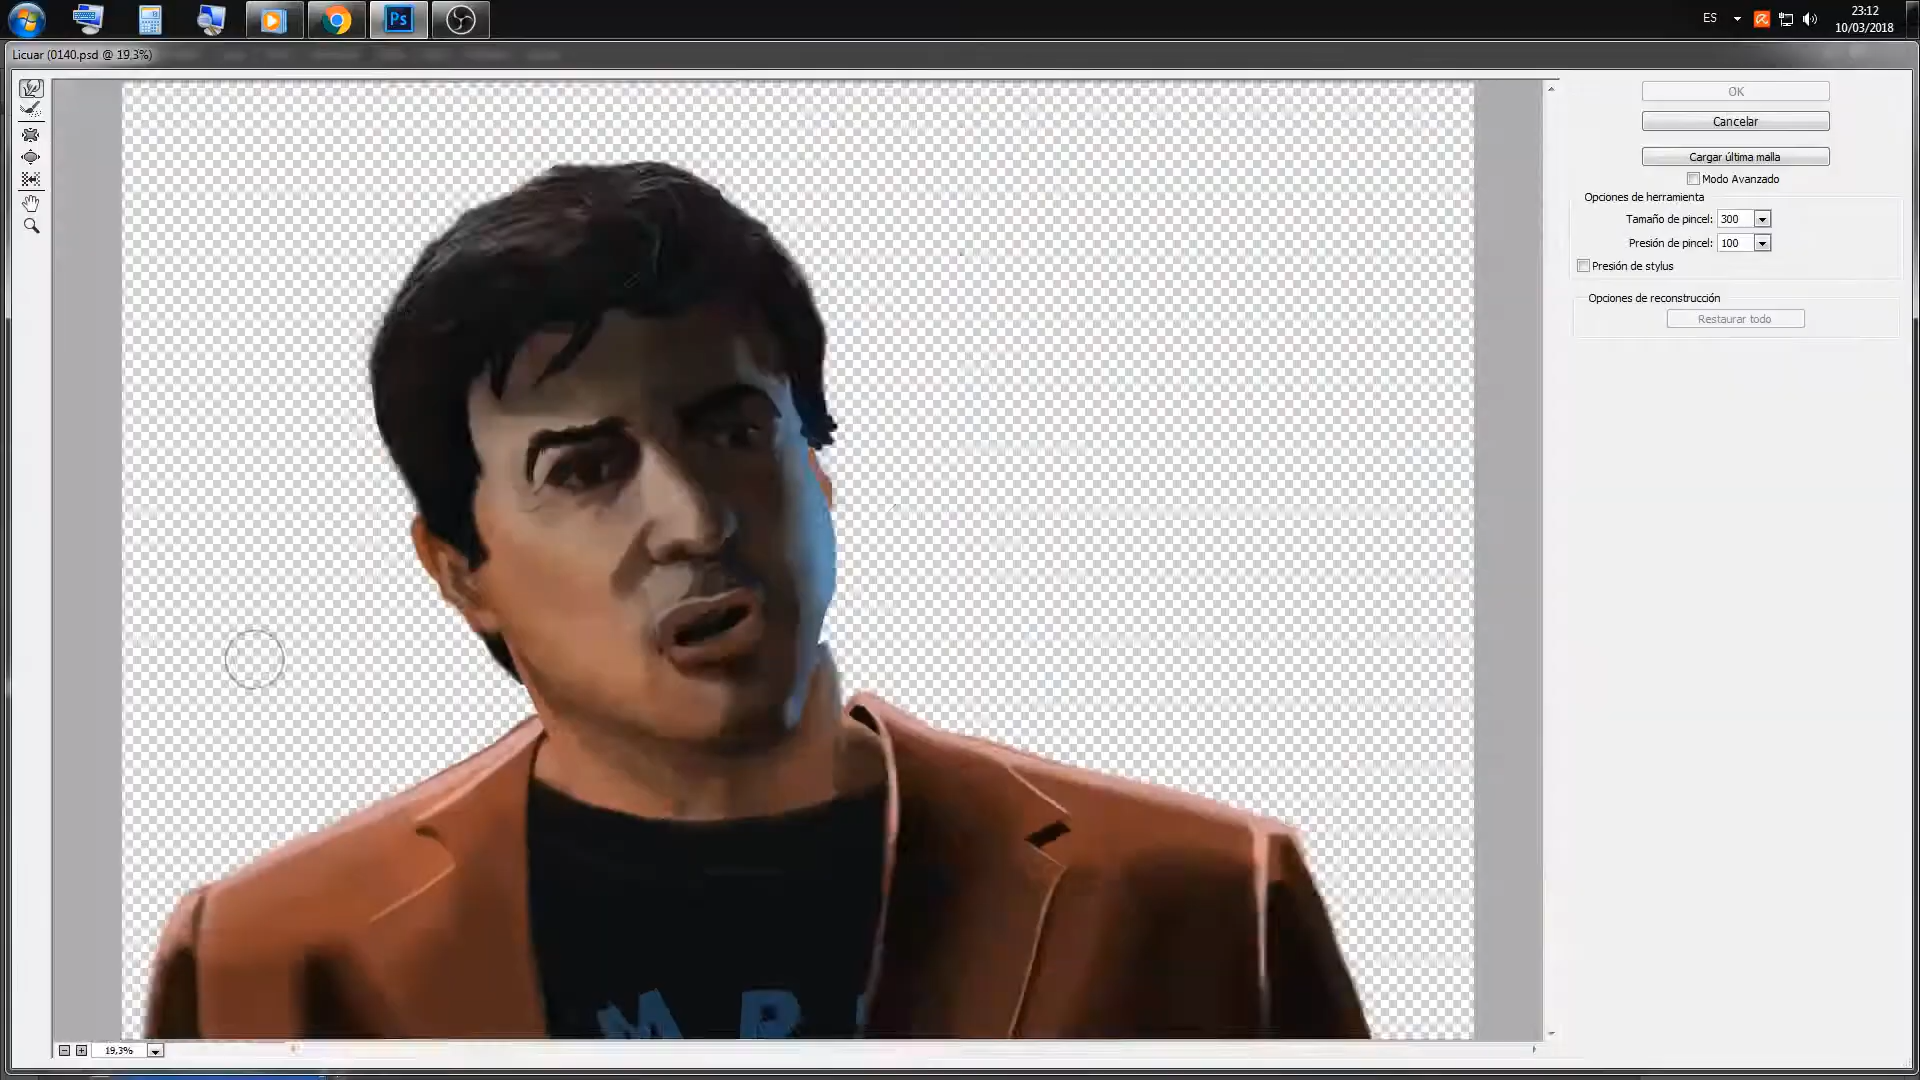 Ps
ES
23:12
10/03/2018
Licuar (0140.psd @ 19,3%)
OK
Cancelar
Cargar última malla
Modo Avanzado
Opciones de herramienta
Tamaño de pincel: 300
Presión de pincel: 100
Presión de stylus
Opciones de reconstrucción
Restaurar todo
M R
19,3%